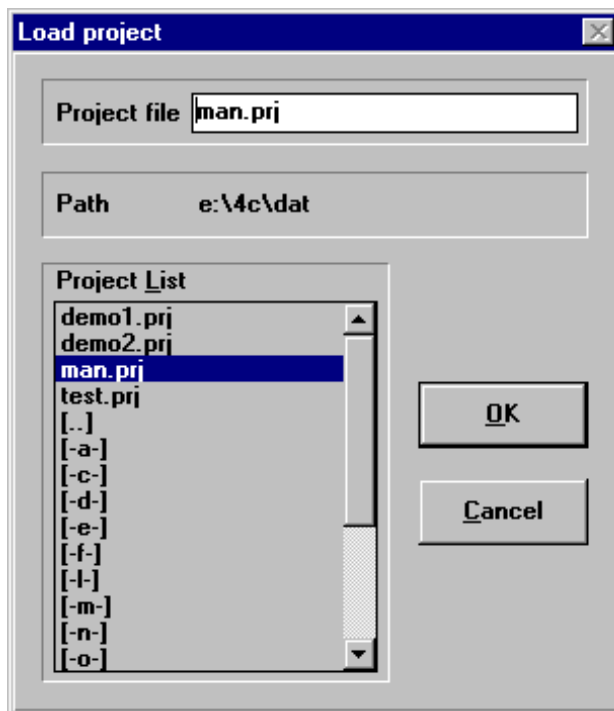 Load project
Project file man.prj
Path e:\4c\dat
Project List
demo1.prj
demo2.prj
man.prj
test.prj
[..]
[-a-]
[-c-]
[-d-]
[-e-]
[-f-]
[-l-]
[-m-]
[-n-]
[-o-]
OK
Cancel